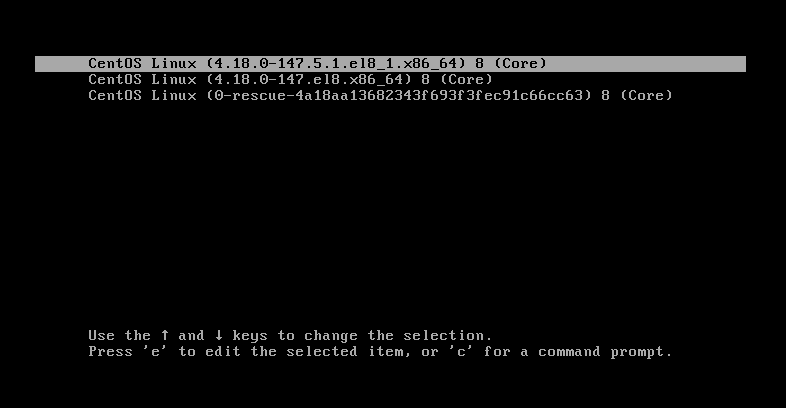 CentOS Linux (4.18.0-147.5.1.el8_1.x86_64) 8 (Core)
CentOS Linux (4.18.0-147.el8.x86_64) 8 (Core)
CentOS Linux (0-rescue-4a18aa13682343f693f3fec91c66cc63) 8 (Core)
Use the ↑ and ↓ keys to change the selection.
Press 'e' to edit the selected item, or 'c' for a command prompt.